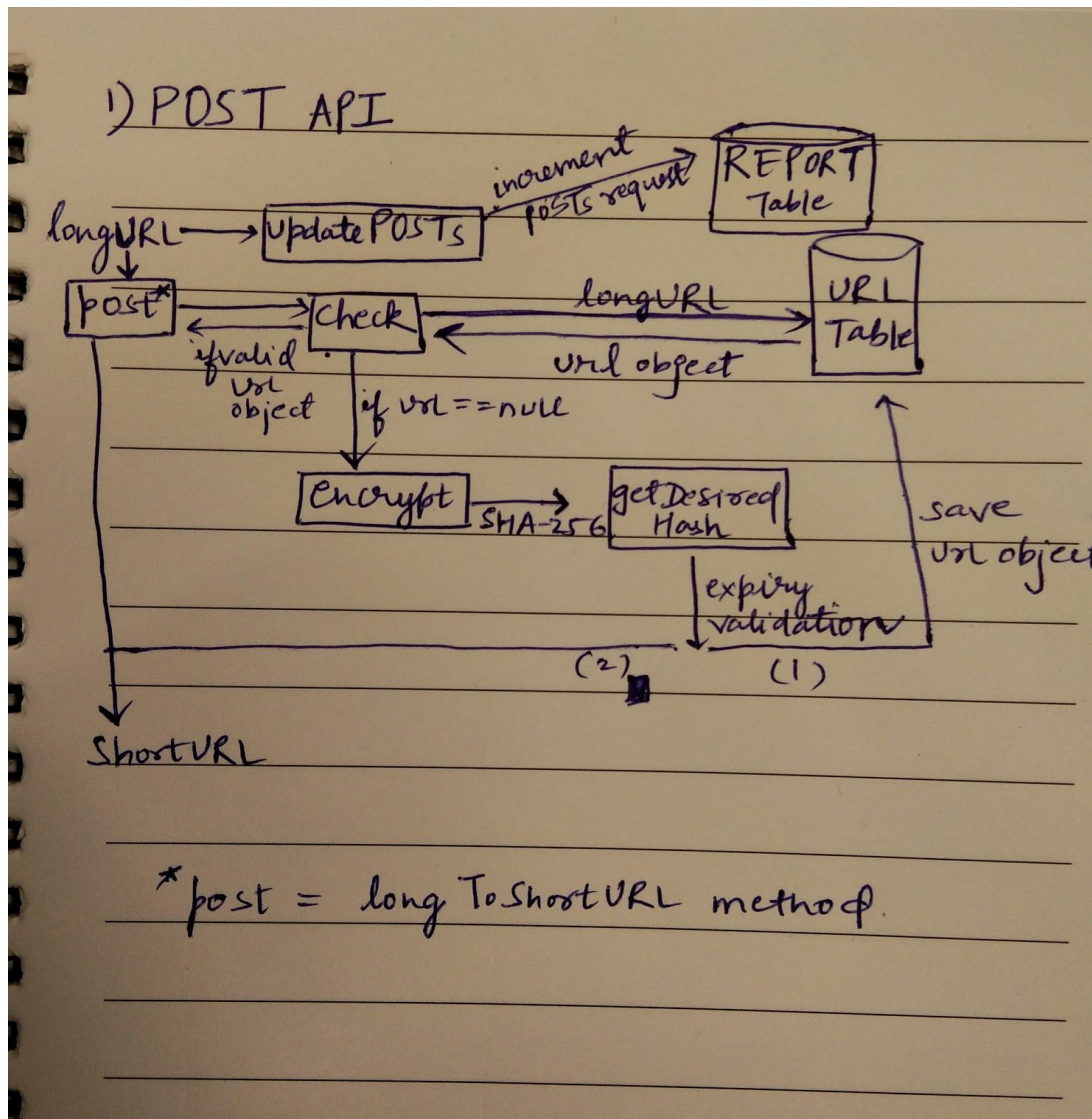 1) POST API
increment
POSTs request
REPORT
Table
longURL
updatePOSTs
post*
check
longURL
url object
URL
Table
if valid
url
object
if url==null
encrypt
SHA-256
getDesired
Hash
save
url object
expiry
validation
(2)
(1)
ShortURL
*post = longToShortURL method.